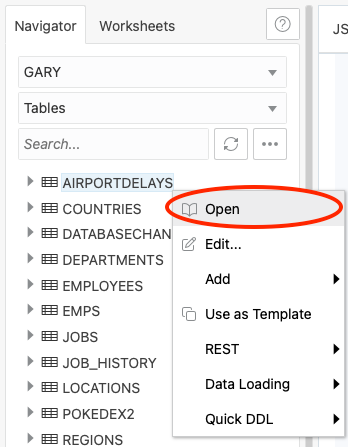 Navigator
Worksheets
?
JS
GARY
Tables
Search...
AIRPORTDELAYS
COUNTRIES
DATABASECHAN
DEPARTMENTS
EMPLOYEES
EMPS
JOBS
JOB_HISTORY
LOCATIONS
POKEDEX2
REGIONS
Open
Edit...
Add
Use as Template
REST
Data Loading
Quick DDL